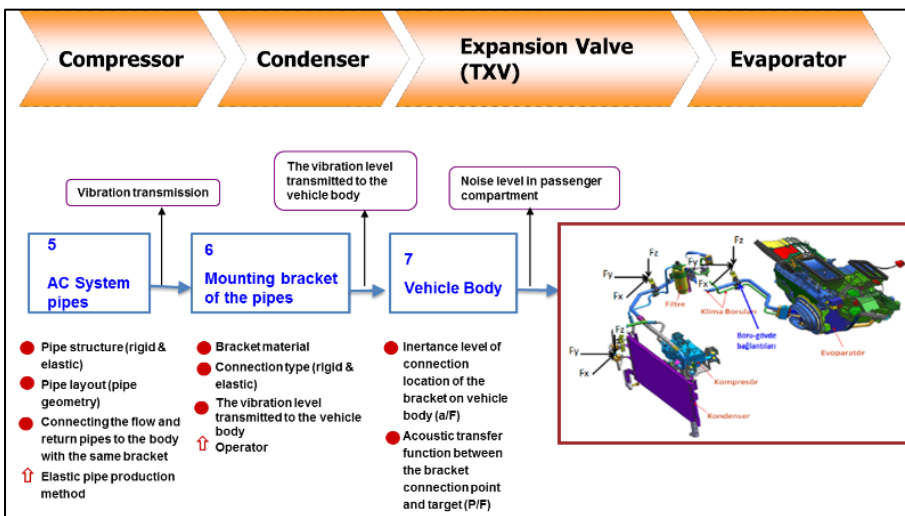 Compressor
Condenser
Expansion Valve
(TXV)
Evaporator
Vibration transmission
The vibration level
transmitted to the
vehicle body
Noise level in passenger
compartment
5
AC System
pipes
6
Mounting bracket
of the pipes
7
Vehicle Body
Pipe structure (rigid &
elastic)
Pipe layout (pipe
geometry)
Connecting the flow and
return pipes to the body
with the same bracket
Elastic pipe production
method
Bracket material
Connection type (rigid &
elastic)
The vibration level
transmitted to the vehicle
body
Operator
Inertance level of
connection
location of the
bracket on vehicle
body (a/F)
Acoustic transfer
function between
the bracket
connection point
and target (P/F)
Fz
Fy
Fx
Fz
Fy
Fx
Fy
Fx
Filtre
Klima Boruları
Boru-gövde
bağlantıları
Evoparatör
Kompresör
Kondenser